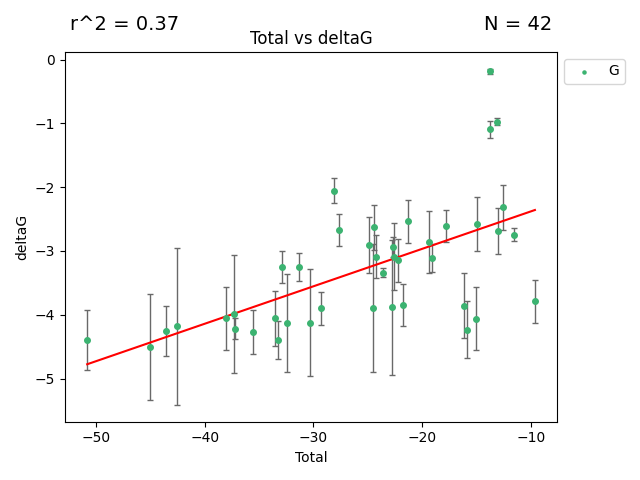 r^2 = 0.37
N = 42
Total vs deltaG
G
deltaG
0
−1
−2
−3
−4
−5
−50
−40
−30
−20
−10
Total